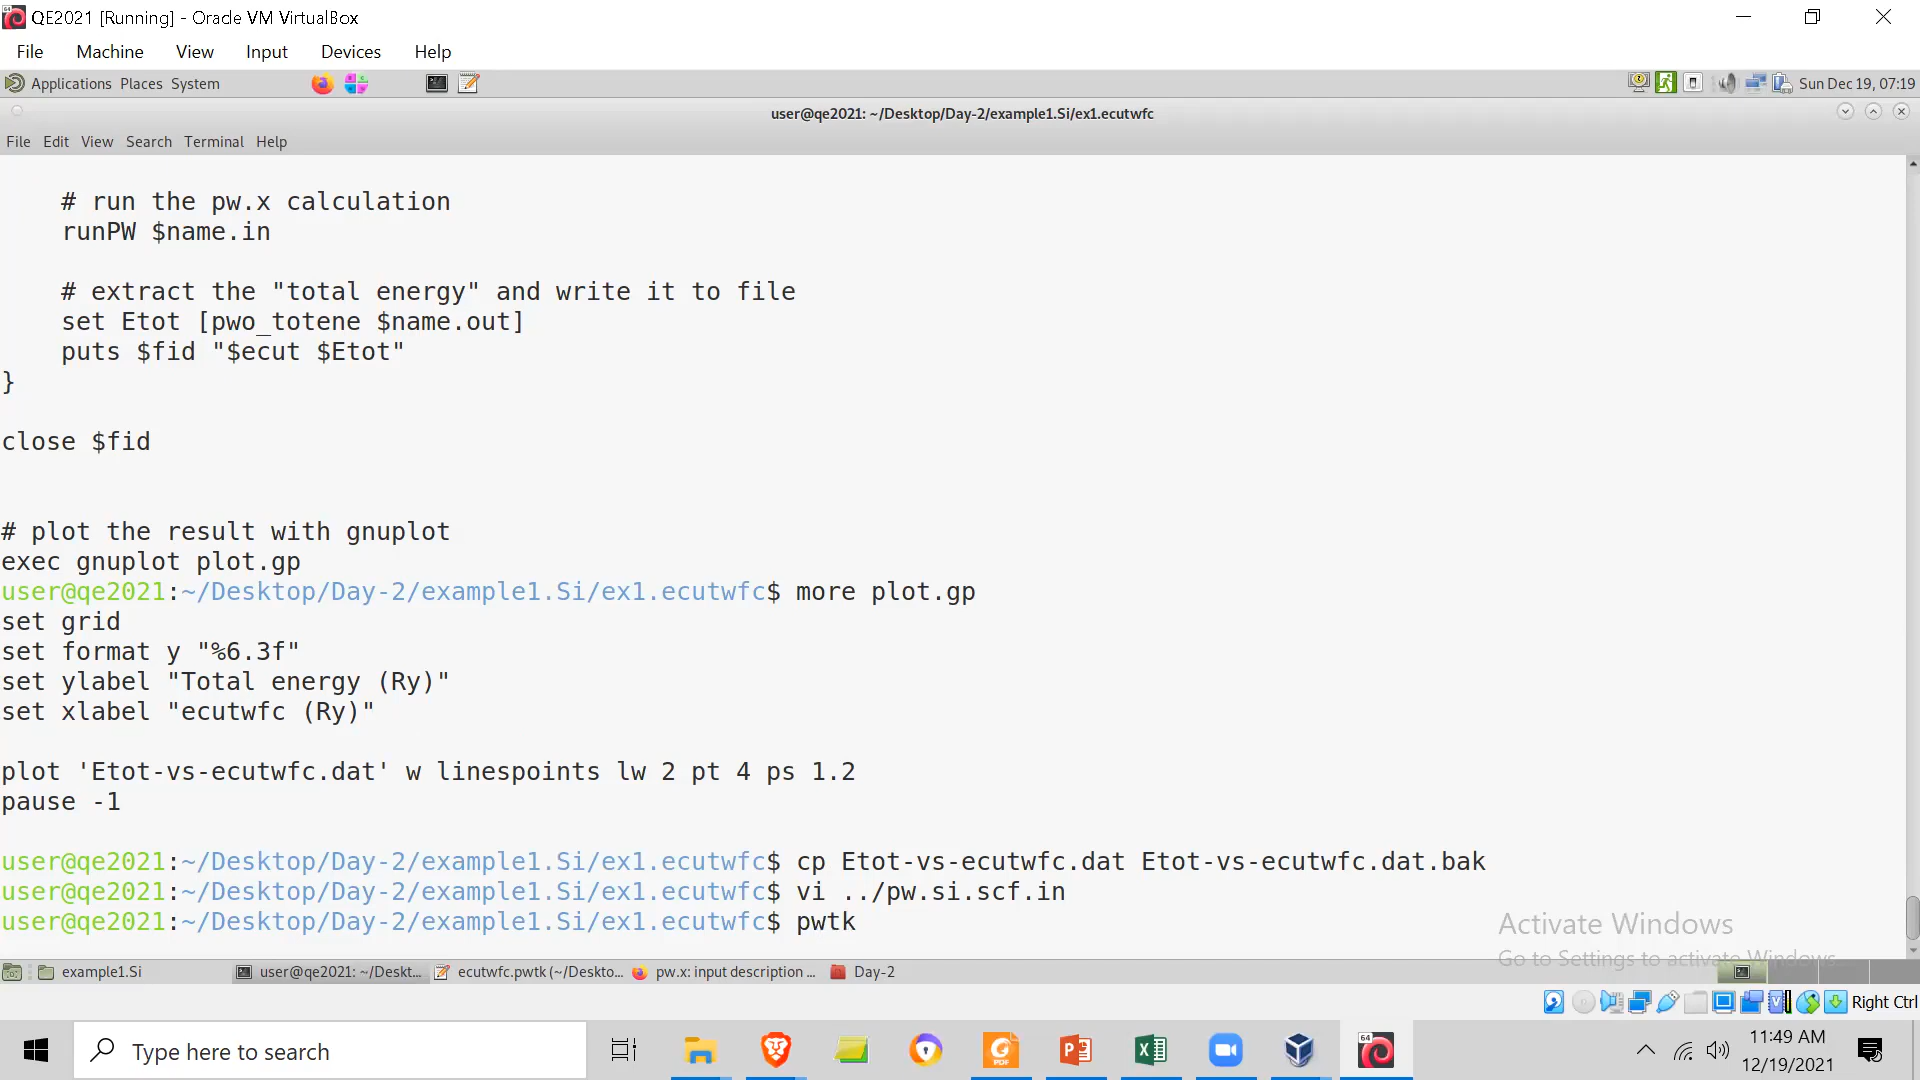 QE2021 [Running] - Oracle VM VirtualBox
File Machine View Input Devices Help
Applications Places System
Sun Dec 19, 07:19
user@qe2021: ~/Desktop/Day-2/example1.Si/ex1.ecutwfc
File Edit View Search Terminal Help
# run the pw.x calculation
runPW $name.in
# extract the "total energy" and write it to file
set Etot [pwo_totene $name.out]
puts $fid "$ecut $Etot"
}
close $fid
# plot the result with gnuplot
exec gnuplot plot.gp
user@qe2021:~/Desktop/Day-2/example1.Si/ex1.ecutwfc$ more plot.gp
set grid
set format y "%6.3f"
set ylabel "Total energy (Ry)"
set xlabel "ecutwfc (Ry)"
plot 'Etot-vs-ecutwfc.dat' w linespoints lw 2 pt 4 ps 1.2
pause -1
user@qe2021:~/Desktop/Day-2/example1.Si/ex1.ecutwfc$ cp Etot-vs-ecutwfc.dat Etot-vs-ecutwfc.dat.bak
user@qe2021:~/Desktop/Day-2/example1.Si/ex1.ecutwfc$ vi ../pw.si.scf.in
user@qe2021:~/Desktop/Day-2/example1.Si/ex1.ecutwfc$ pwtk
Activate Windows
Go to Settings to activate Windows.
example1.Si
user@qe2021: ~/Deskt...
ecutwfc.pwtk (~/Deskto...
pw.x: input description ...
Day-2
Right Ctrl
Type here to search
64
11:49 AM
12/19/2021